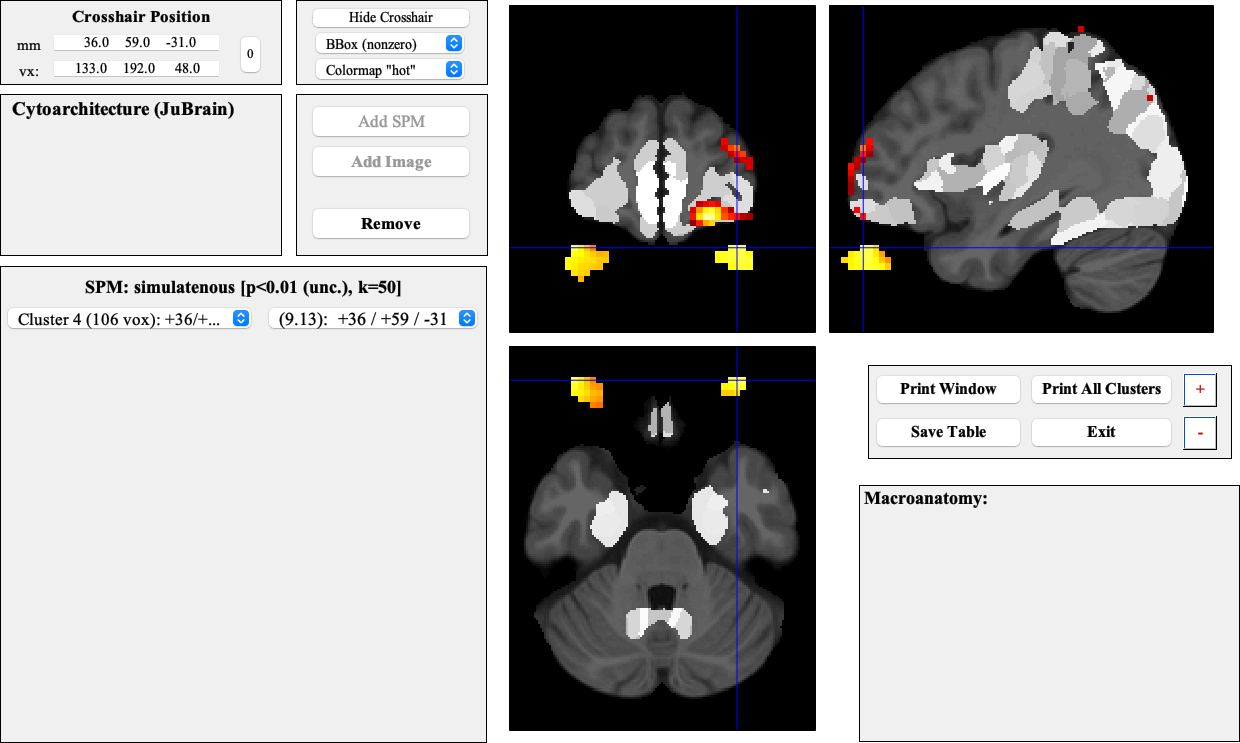 Crosshair Position
mm 36.0 59.0 -31.0
vx: 133.0 192.0 48.0
0
Hide Crosshair
BBox (nonzero)
Colormap "hot"
Cytoarchitecture (JuBrain)
Add SPM
Add Image
Remove
SPM: simulatenous [p<0.01 (unc.), k=50]
Cluster 4 (106 vox): +36/+... (9.13): +36 / +59 / -31
Print Window Print All Clusters +
Save Table Exit -
Macroanatomy: